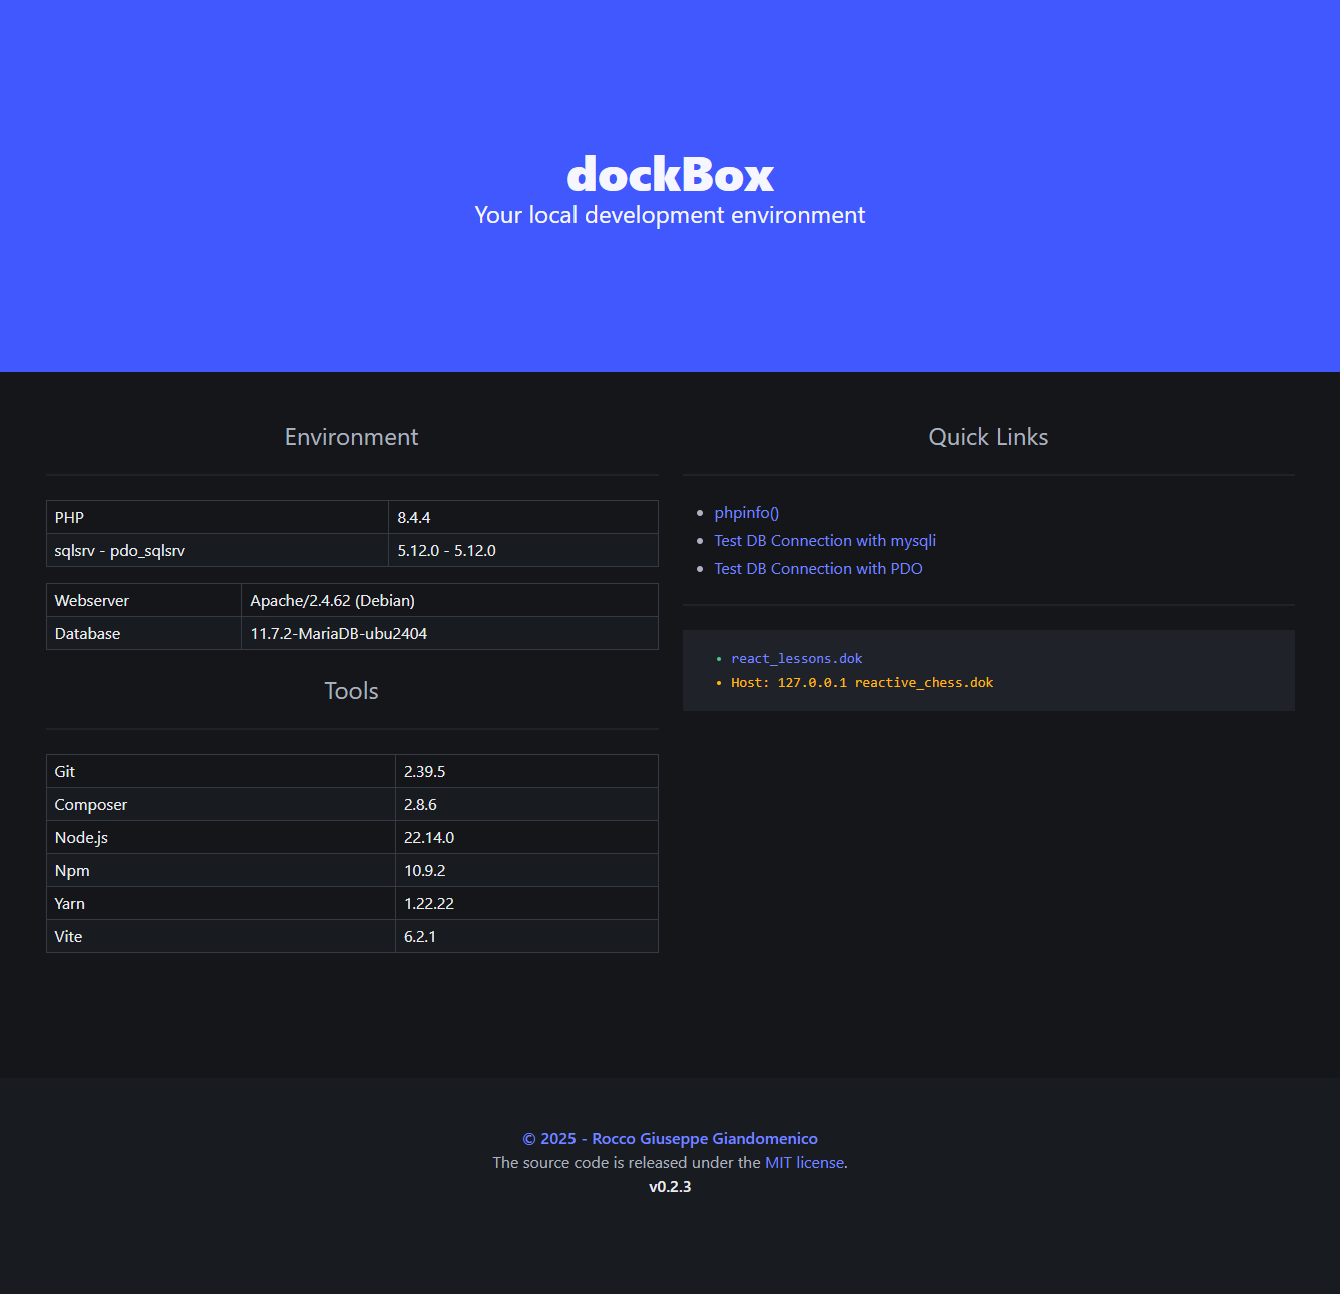 dockBox
Your local development environment
Environment
PHP 8.4.4
sqlsrv - pdo_sqlsrv 5.12.0 - 5.12.0
Webserver Apache/2.4.62 (Debian)
Database 11.7.2-MariaDB-ubu2404
Tools
Git 2.39.5
Composer 2.8.6
Node.js 22.14.0
Npm 10.9.2
Yarn 1.22.22
Vite 6.2.1
Quick Links
phpinfo()
Test DB Connection with mysqli
Test DB Connection with PDO
react_lessons.dok
Host: 127.0.0.1 reactive_chess.dok
© 2025 - Rocco Giuseppe Giandomenico
The source code is released under the MIT license.
v0.2.3